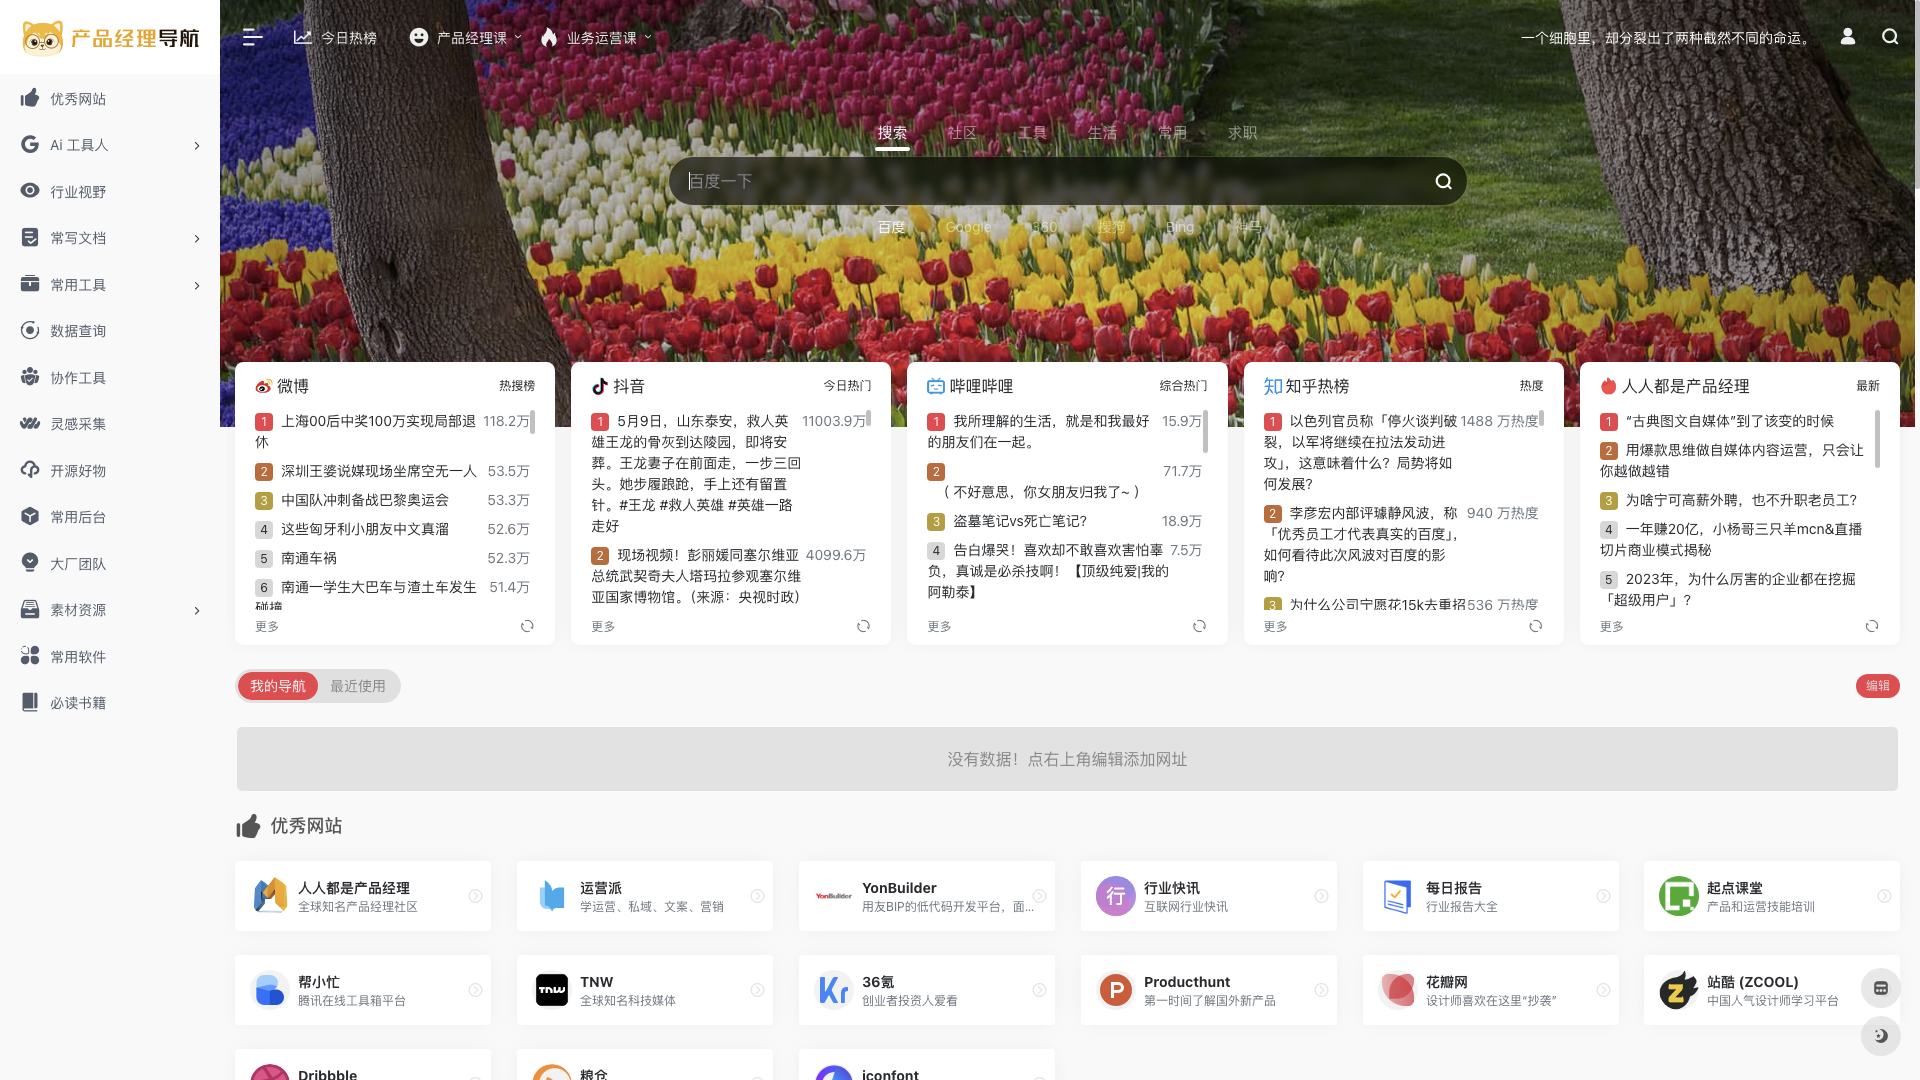 产品经理导航
今日热榜
产品经理课
业务运营课
一个细胞里，却分裂出了两种截然不同的命运。
优秀网站
Ai 工具人
行业视野
常写文档
常用工具
数据查询
协作工具
灵感采集
开源好物
常用后台
大厂团队
素材资源
常用软件
必读书籍
搜索
社区
工具
生活
常用
求职
百度一下
百度
Google
360
搜狗
Bing
神马
微博
热搜榜
1 上海00后中奖100万实现局部退 118.2万
休
2 深圳王婆说媒现场坐席空无一人 53.5万
3 中国队冲刺备战巴黎奥运会 53.3万
4 这些匈牙利小朋友中文真溜 52.6万
5 南通车祸 52.3万
6 南通一学生大巴车与渣土车发生 51.4万
碰撞
更多
抖音
今日热门
1 5月9日，山东泰安，救人英 11003.9万
雄王龙的骨灰到达陵园，即将安
葬。王龙妻子在前面走，一步三回
头。她步履踉跄，手上还有留置
针。#王龙 #救人英雄 #英雄一路
走好
2 现场视频！彭丽媛同塞尔维亚 4099.6万
总统武契奇夫人塔玛拉参观塞尔维
亚国家博物馆。（来源：央视时政）
更多
哔哩哔哩
综合热门
1 我所理解的生活，就是和我最好 15.9万
的朋友们在一起。
2 71.7万
（ 不好意思，你女朋友归我了~ ）
3 盗墓笔记vs死亡笔记? 18.9万
4 告白爆哭！喜欢却不敢喜欢害怕辜 7.5万
负，真诚是必杀技啊！【顶级纯爱|我的
阿勒泰】
更多
知乎热榜
热度
1 以色列官员称「停火谈判破 1488 万热度
裂，以军将继续在拉法发动进
攻」，这意味着什么？局势将如
何发展？
2 李彦宏内部评璩静风波，称 940 万热度
「优秀员工才代表真实的百度」，
如何看待此次风波对百度的影
响？
3 为什么公司宁愿花15k去重招 536 万热度
更多
人人都是产品经理
最新
1 “古典图文自媒体”到了该变的时候
2 用爆款思维做自媒体内容运营，只会让
你越做越错
3 为啥宁可高薪外聘，也不升职老员工？
4 一年赚20亿，小杨哥三只羊mcn&直播
切片商业模式揭秘
5 2023年，为什么厉害的企业都在挖掘
「超级用户」？
更多
我的导航
最近使用
编辑
没有数据！点右上角编辑添加网址
优秀网站
人人都是产品经理
全球知名产品经理社区
运营派
学运营、私域、文案、营销
YonBuilder
YonBuilder
用友BIP的低代码开发平台，面...
行
行业快讯
互联网行业快讯
每日报告
行业报告大全
起点课堂
产品和运营技能培训
帮小忙
腾讯在线工具箱平台
TNW
TNW
全球知名科技媒体
Kr
36氪
创业者投资人爱看
P
Producthunt
第一时间了解国外新产品
花瓣网
设计师喜欢在这里“抄袭”
Z
站酷 (ZCOOL)
中国人气设计师学习平台
Dribbble
粮仓
iconfont